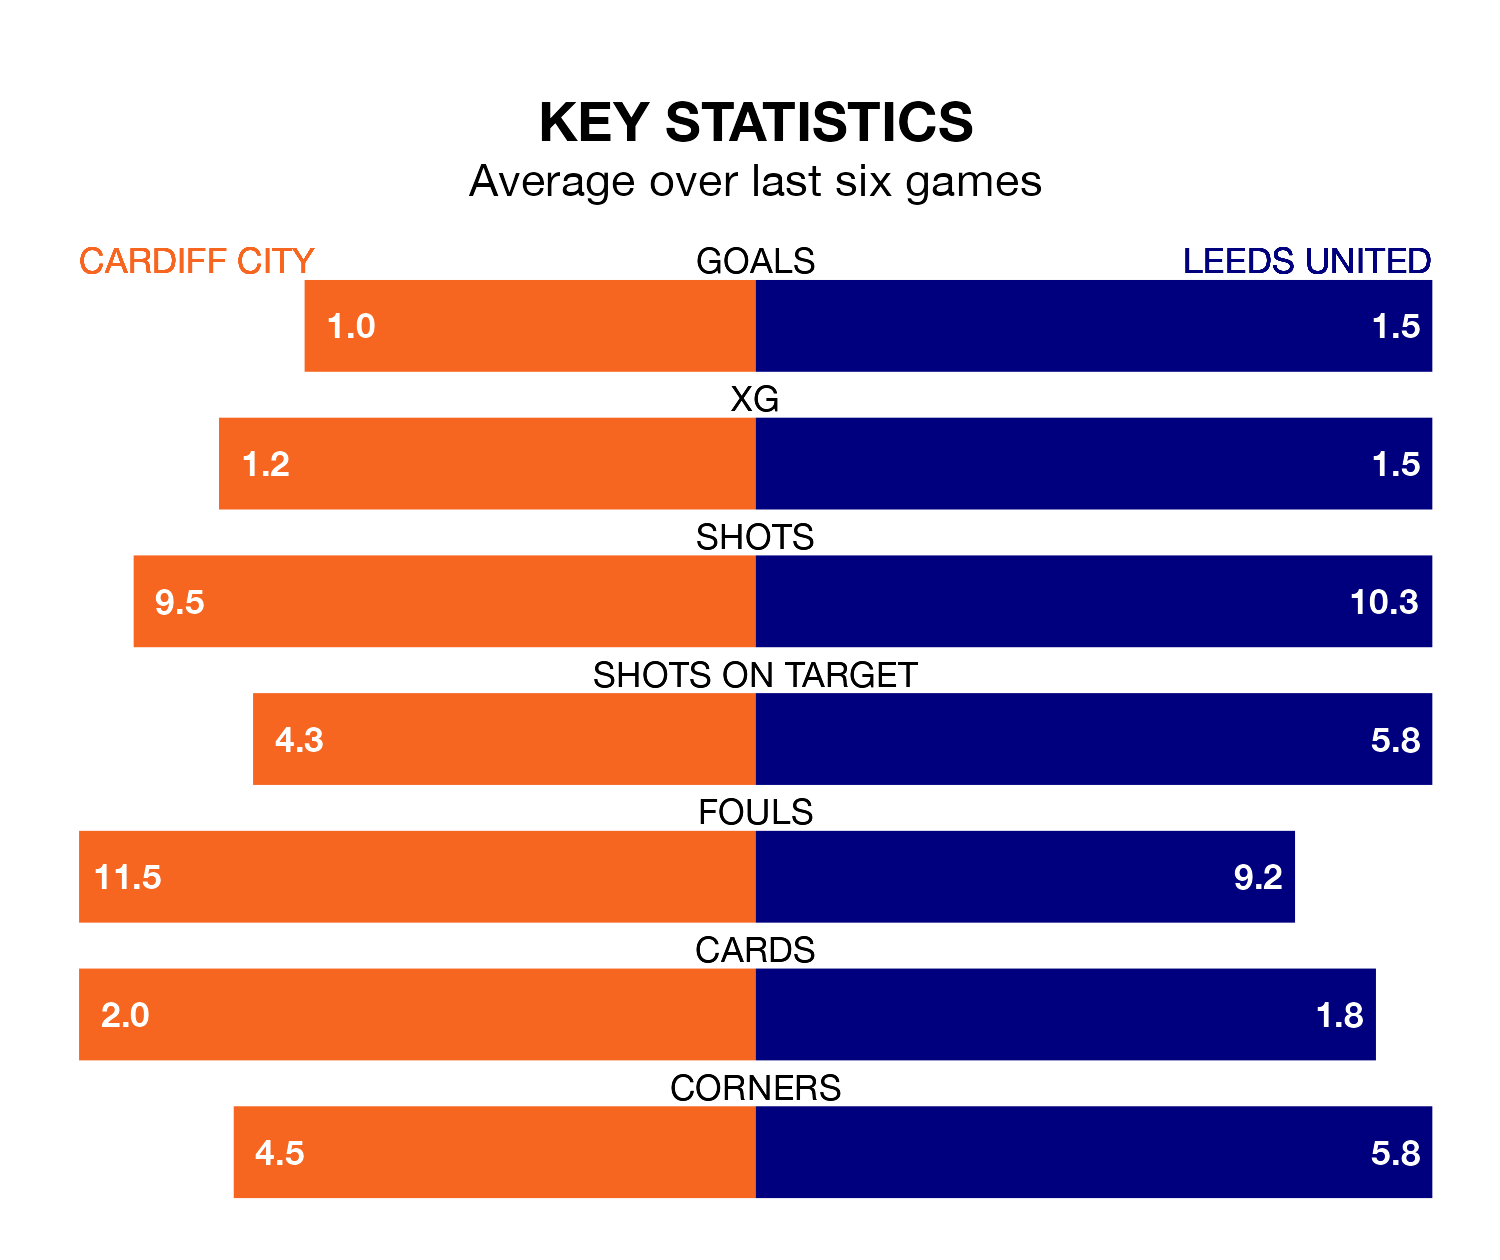 KEY STATISTICS
Average over last six games
CARDIFF CITY GOALS LEEDS UNITED
1.0 1.5
XG
1.2 1.5
SHOTS
9.5 10.3
SHOTS ON TARGET
4.3 5.8
FOULS
11.5 9.2
CARDS
2.0 1.8
CORNERS
4.5 5.8